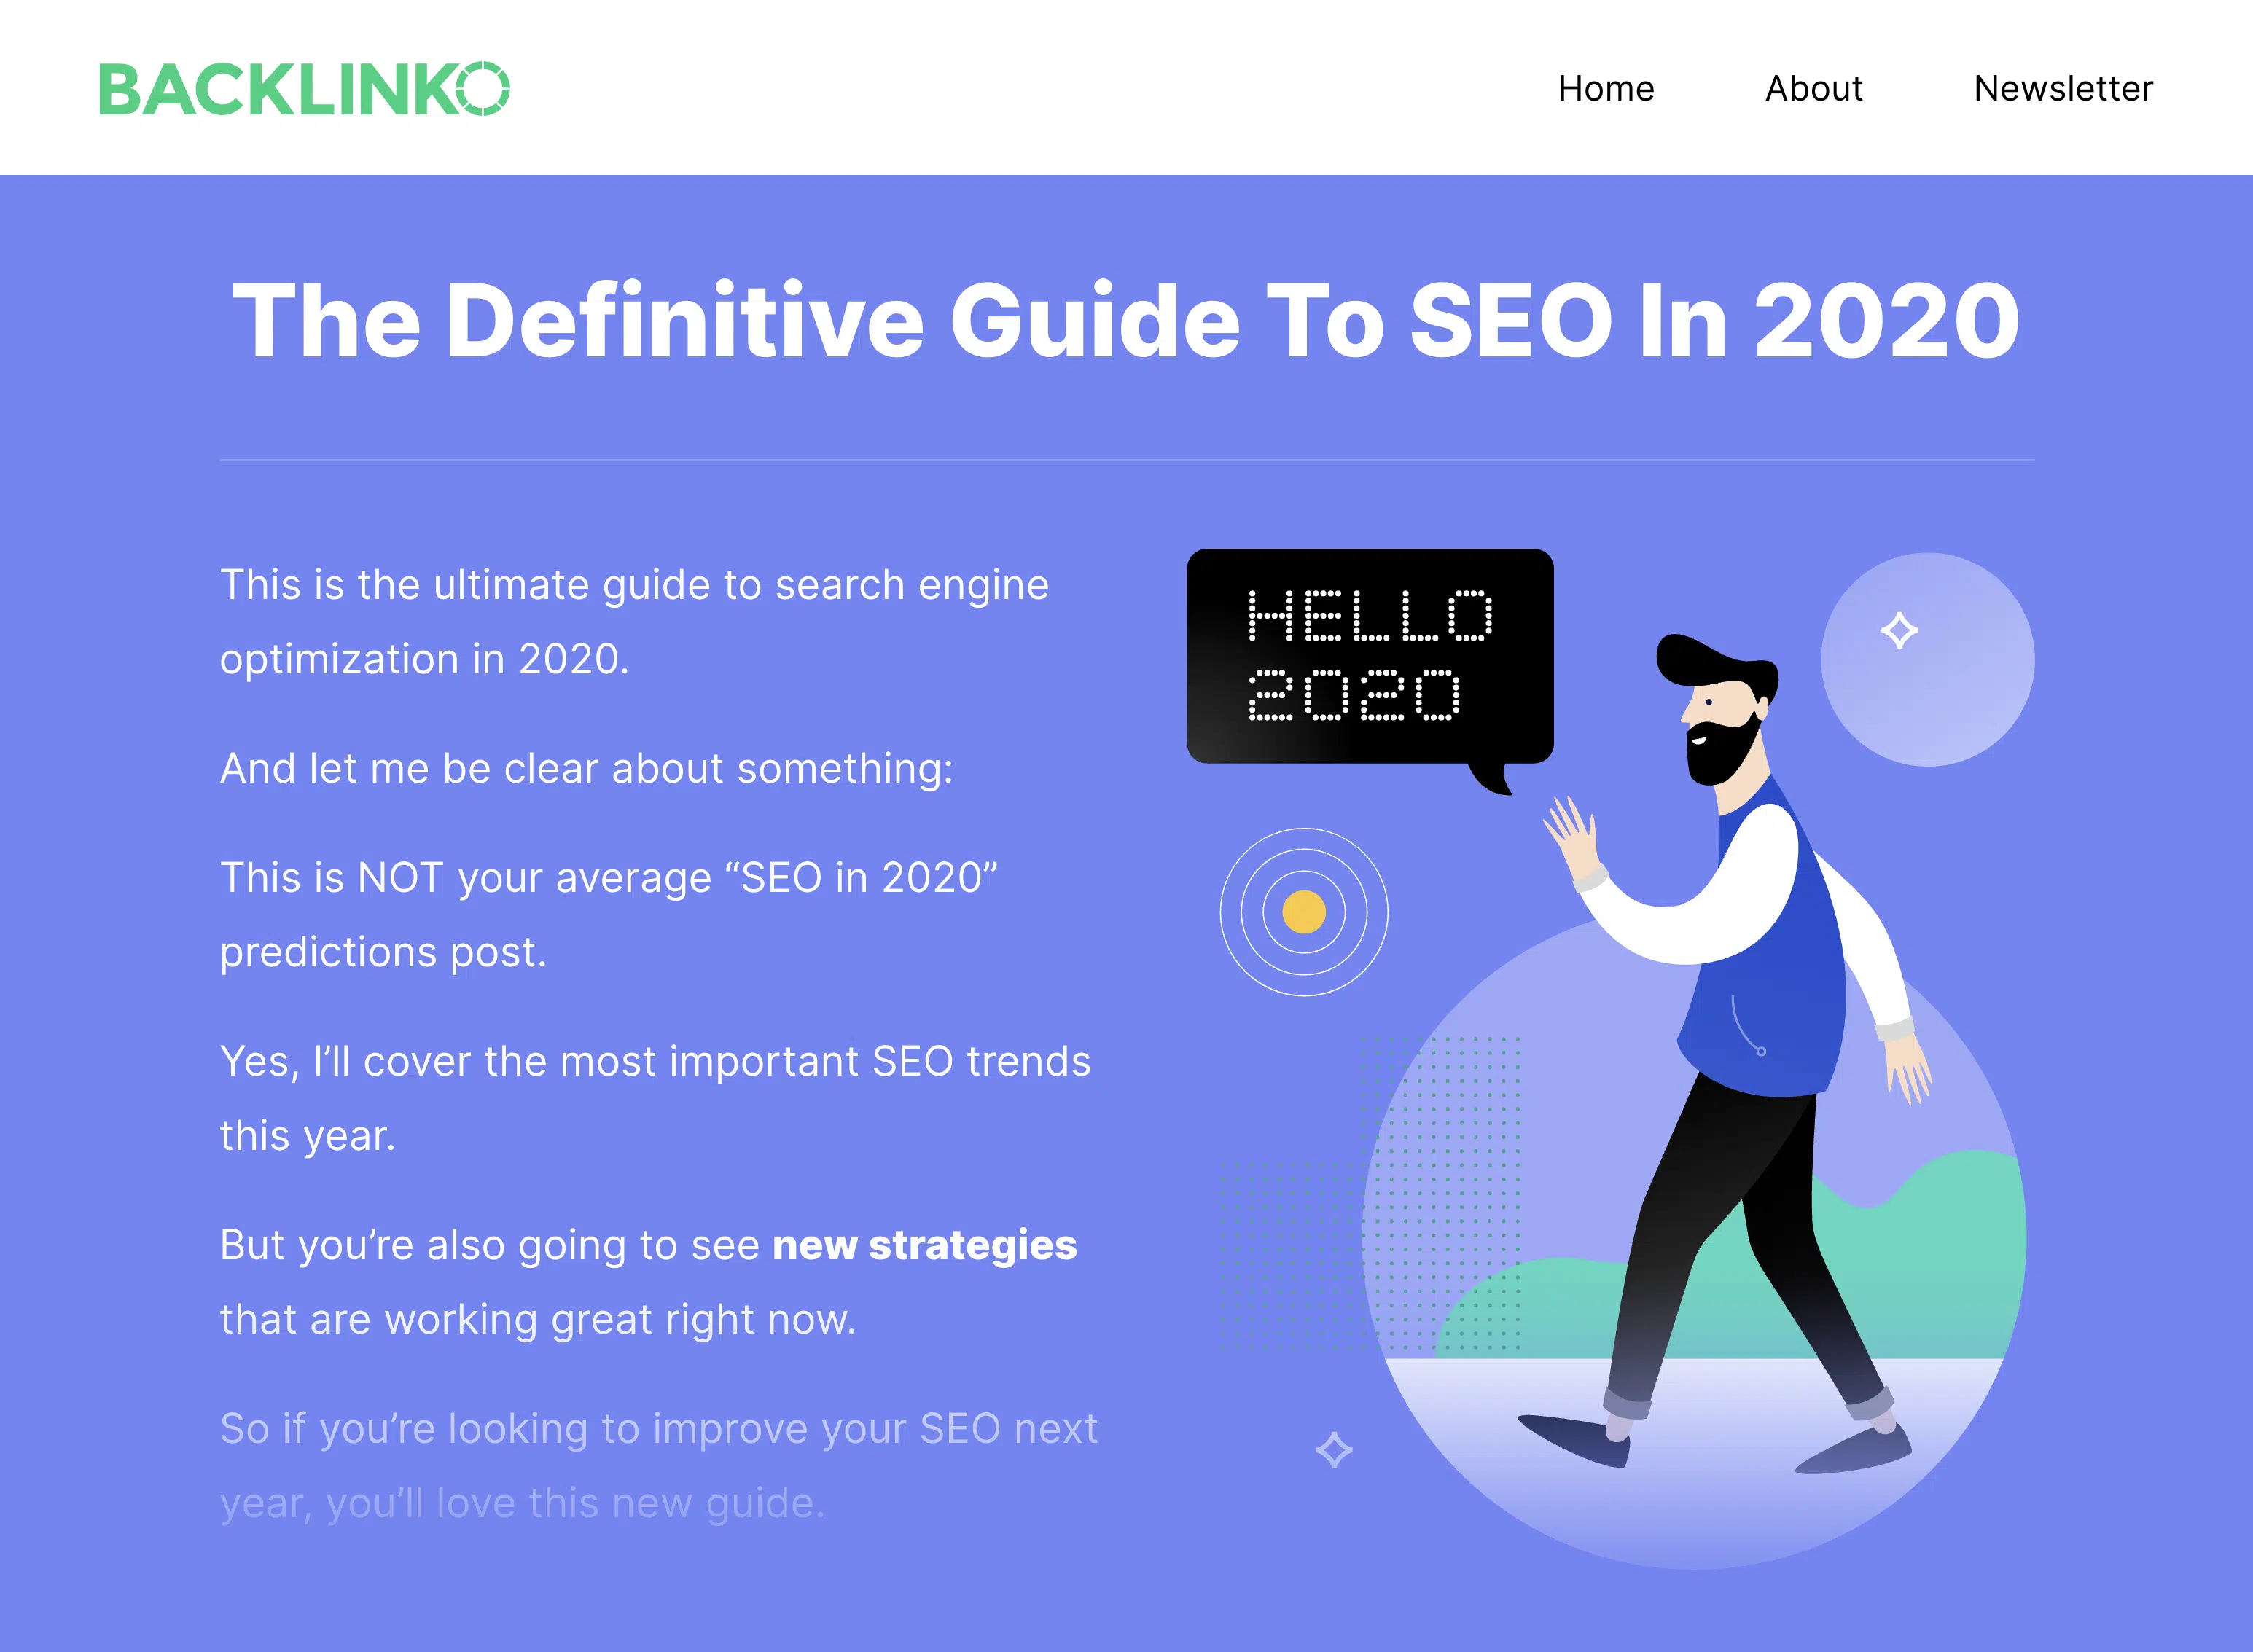 BACKLINKO
Home About Newsletter
The Definitive Guide To SEO In 2020
This is the ultimate guide to search engine
optimization in 2020.
And let me be clear about something:
This is NOT your average “SEO in 2020”
predictions post.
Yes, I’ll cover the most important SEO trends
this year.
But you’re also going to see new strategies
that are working great right now.
So if you’re looking to improve your SEO next
year, you’ll love this new guide.
HELLO
2020